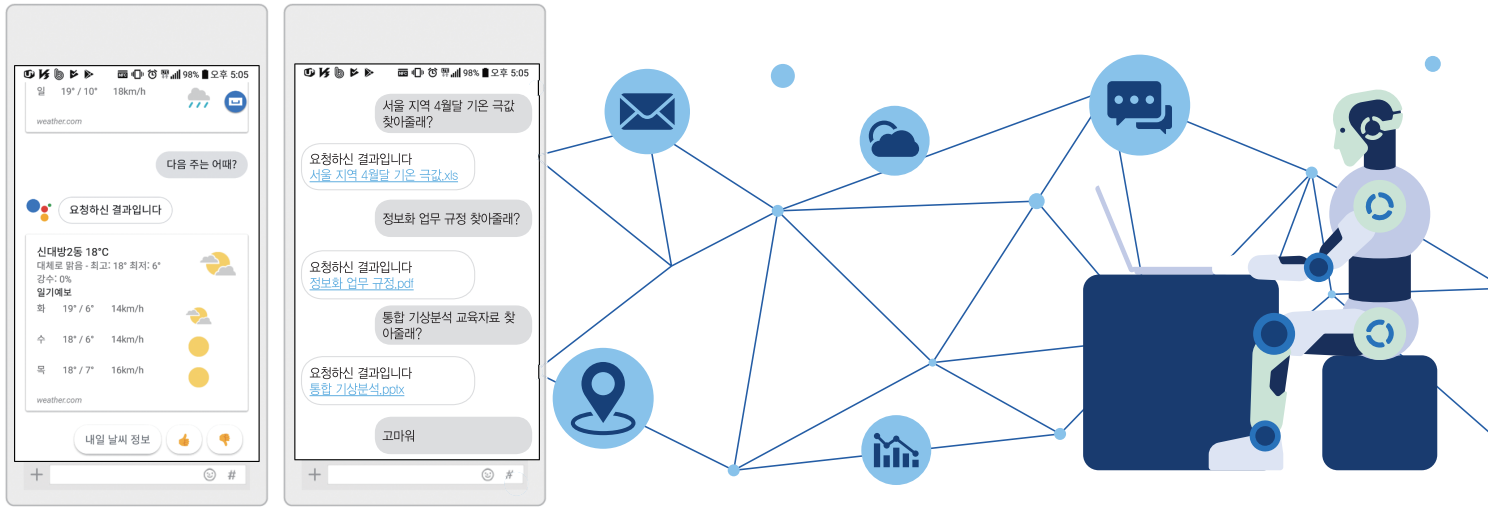 98% 오후 5:05
일 19° / 10° 18km/h
weather.com
다음 주는 어때?
요청하신 결과입니다
신대방2동 18°C
대체로 맑음 - 최고: 18° 최저: 6°
강수: 0%
일기예보
화 19° / 6° 14km/h
수 18° / 6° 14km/h
목 18° / 7° 16km/h
weather.com
내일 날씨 정보
+ #
98% 오후 5:05
서울 지역 4월달 기온 극값
찾아줄래?
요청하신 결과입니다
서울 지역 4월달 기온 극값.xls
정보화 업무 규정 찾아줄래?
요청하신 결과입니다
정보화 업무 규정.pdf
통합 기상분석 교육자료 찾
아줄래?
요청하신 결과입니다
통합 기상분석.pptx
고마워
+ #